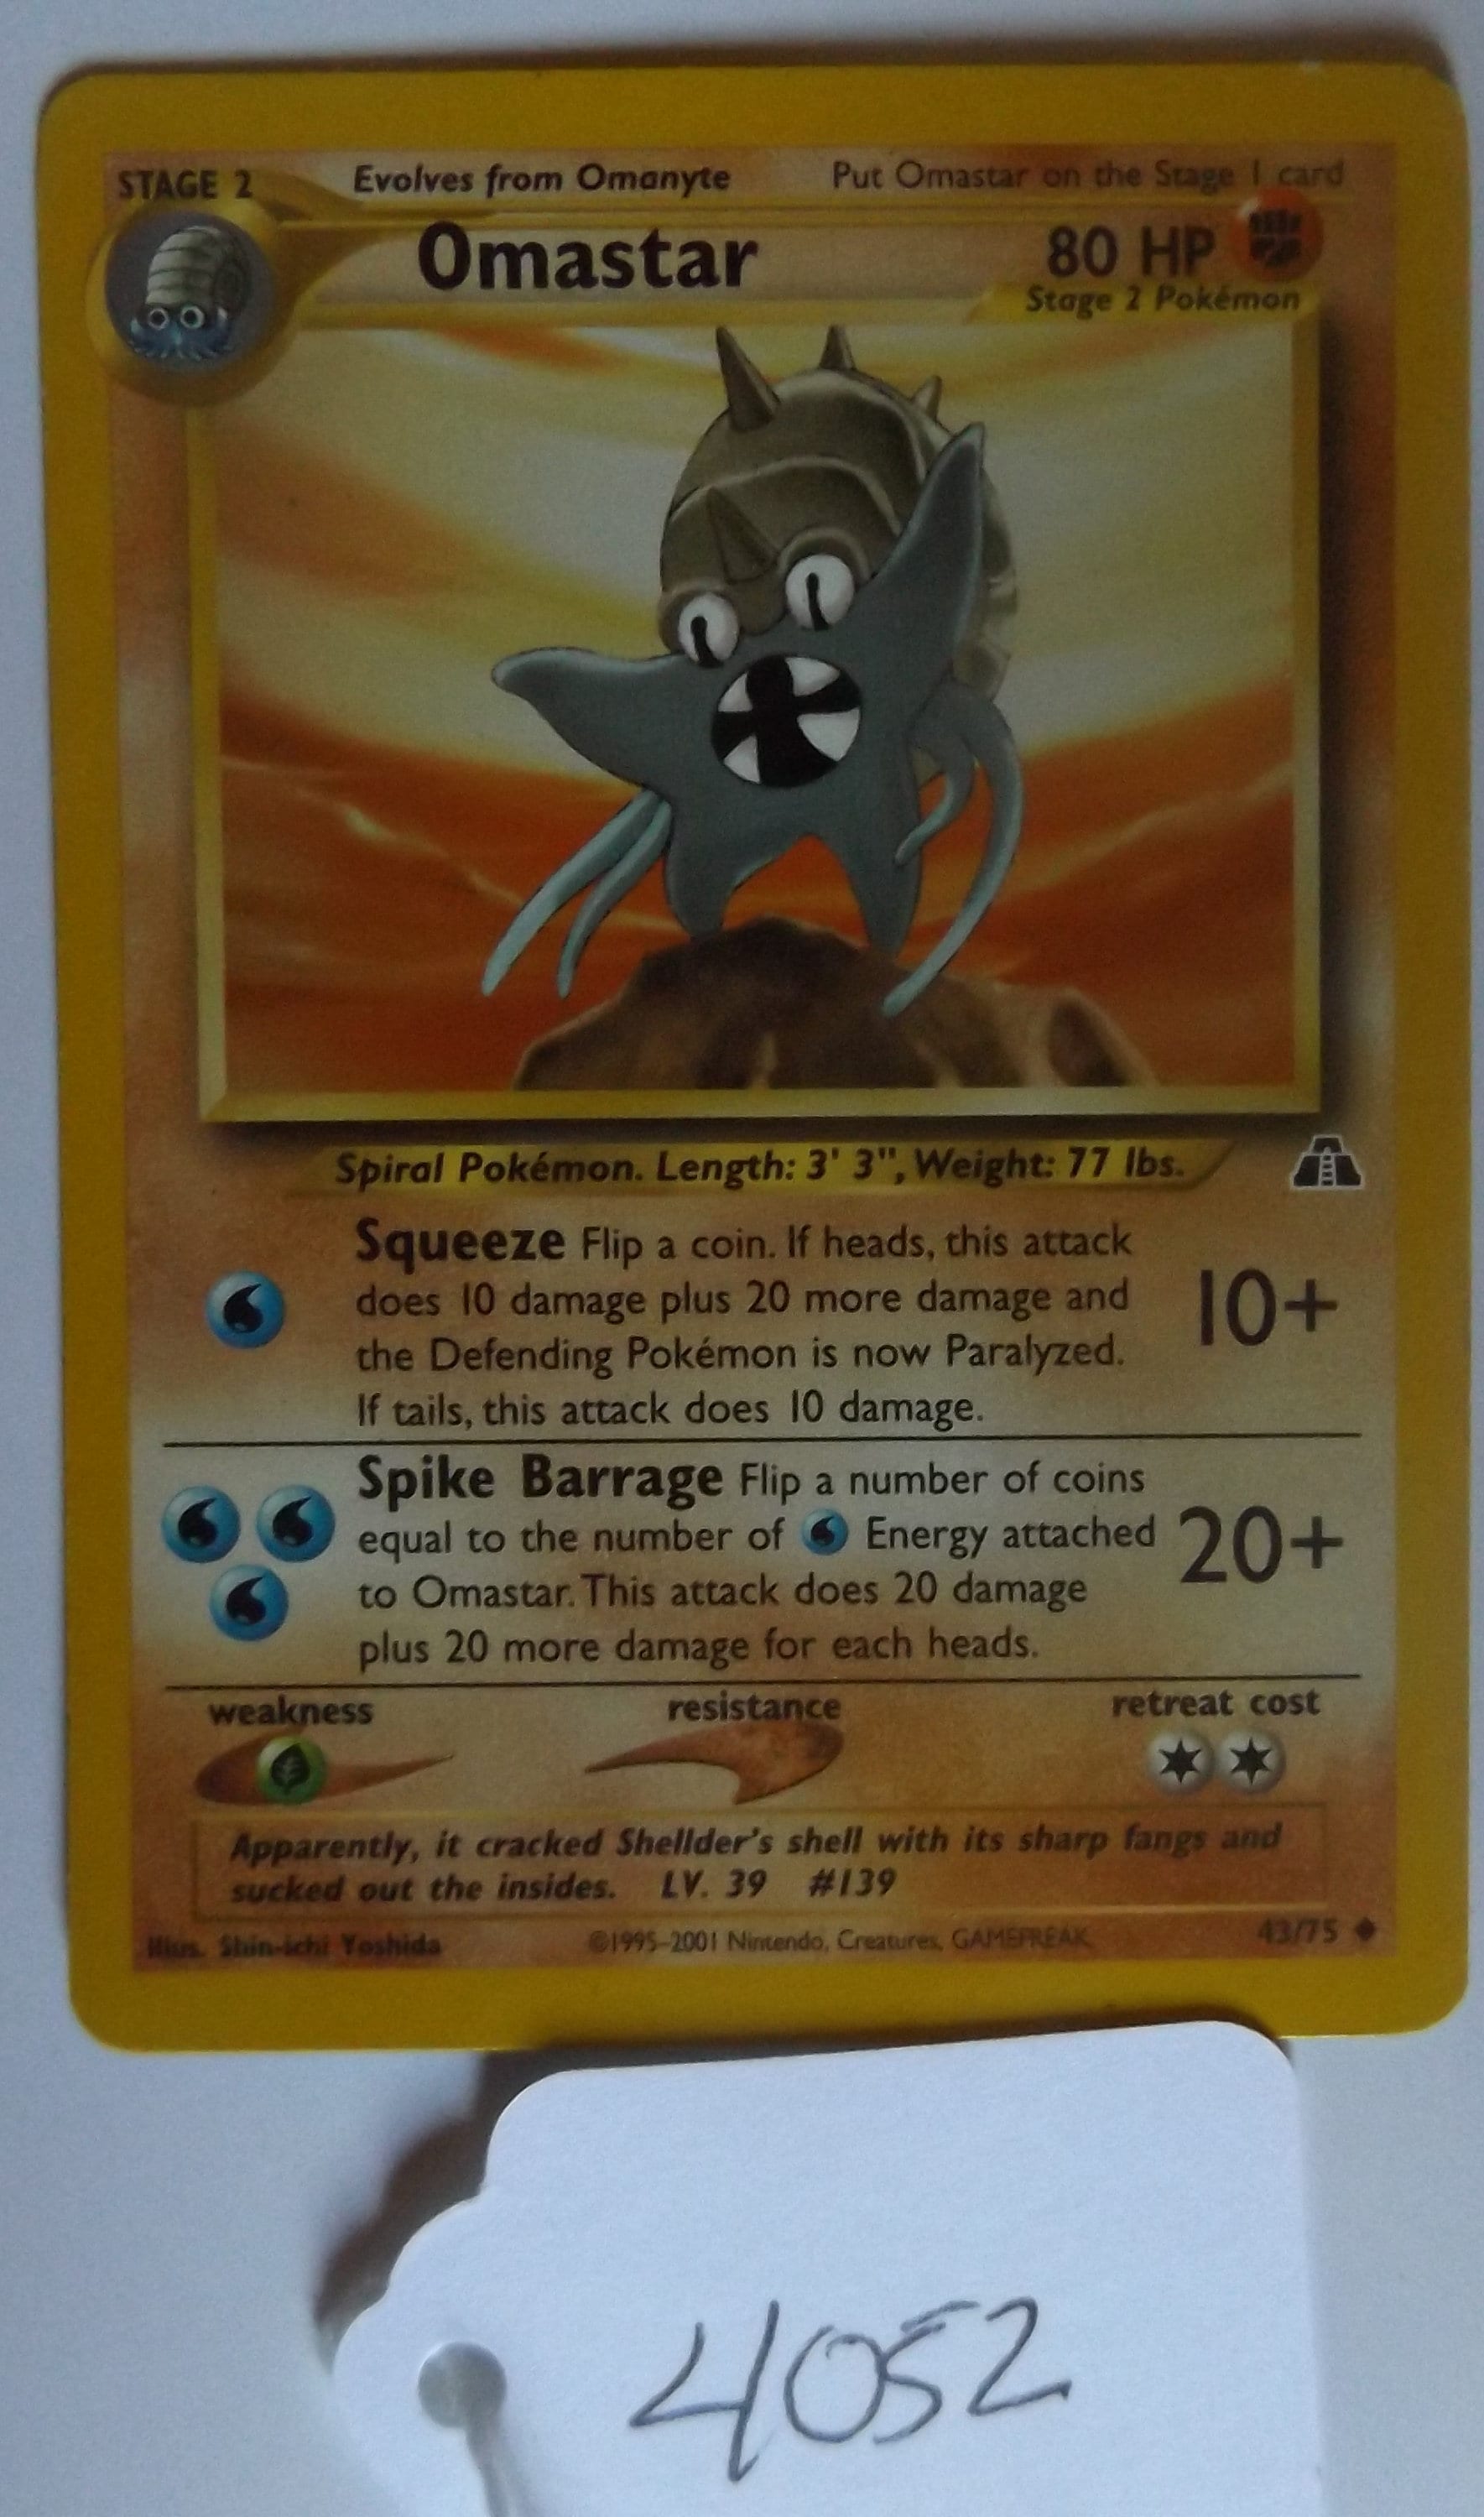 STAGE 2 Evolves from Omanyte Put Omastar on the Stage 1 card
Omastar 80 HP
Stage 2 Pokémon
Spiral Pokémon. Length: 3' 3", Weight: 77 lbs.
Squeeze Flip a coin. If heads, this attack
does 10 damage plus 20 more damage and
the Defending Pokémon is now Paralyzed.
If tails, this attack does 10 damage.
10+
Spike Barrage Flip a number of coins
equal to the number of Energy attached
to Omastar. This attack does 20 damage
plus 20 more damage for each heads.
20+
weakness resistance retreat cost
Apparently, it cracked Shellder's shell with its sharp fangs and
sucked out the insides. LV. 39 #139
Illus. Shin-ichi Yoshida ©1995-2001 Nintendo, Creatures, GAMEFREAK 43/75
4052